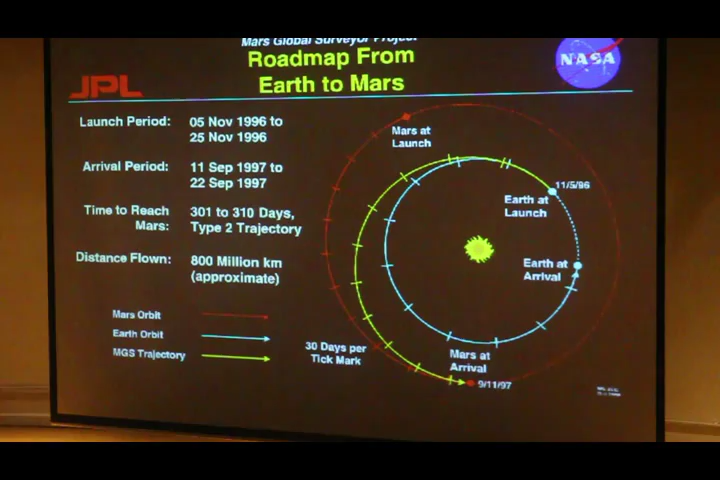 Mars Global Surveyor Project
Roadmap From
Earth to Mars
JPL
NASA
Launch Period: 05 Nov 1996 to
25 Nov 1996
Arrival Period: 11 Sep 1997 to
22 Sep 1997
Time to Reach 301 to 310 Days,
Mars: Type 2 Trajectory
Distance Flown: 800 Million km
(approximate)
Mars Orbit
Earth Orbit
MGS Trajectory
30 Days per
Tick Mark
Mars at
Launch
11/5/96
Earth at
Launch
Earth at
Arrival
Mars at
Arrival
9/11/97